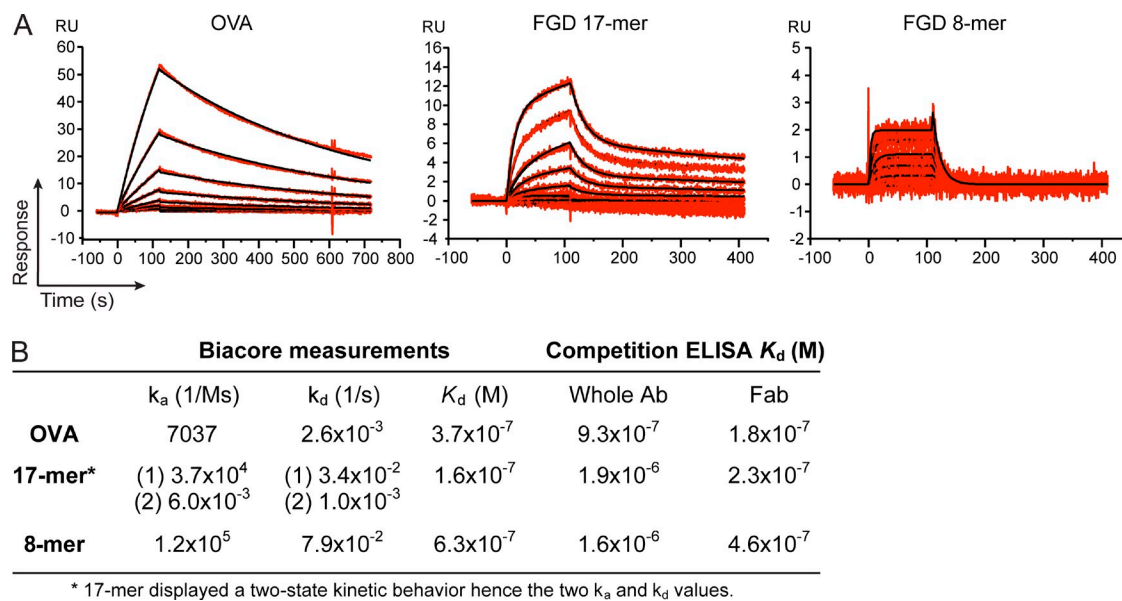 A
OVA
FGD 17-mer
FGD 8-mer
RU
60
50
40
30
20
10
0
-10
-100 0 100 200 300 400 500 600 700 800
RU
16
14
12
10
8
6
4
2
0
-2
-4
0 100 200 300 400
RU
5
4
3
2
1
0
-1
-2
0 100 200 300 400
Response
Time (s)
B
Biacore measurements Competition ELISA Kd (M)
ka (1/Ms) kd (1/s) Kd (M) Whole Ab Fab
OVA 7037 2.6x10⁻³ 3.7x10⁻⁷ 9.3x10⁻⁷ 1.8x10⁻⁷
17-mer* (1) 3.7x10⁴ (1) 3.4x10⁻² 1.6x10⁻⁷ 1.9x10⁻⁶ 2.3x10⁻⁷
(2) 6.0x10⁻³ (2) 1.0x10⁻³
8-mer 1.2x10⁵ 7.9x10⁻² 6.3x10⁻⁷ 1.6x10⁻⁶ 4.6x10⁻⁷
* 17-mer displayed a two-state kinetic behavior hence the two ka and kd values.